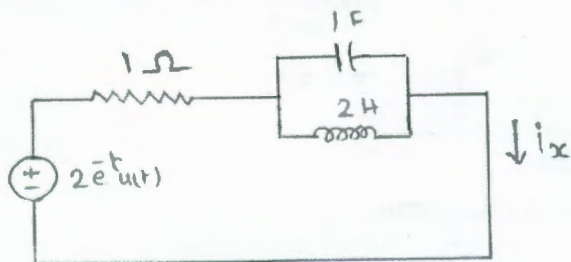 1 F
1 Ω
2 H
2e^{-t}u(t)
↓ix